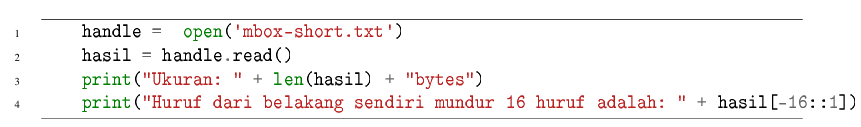 1 handle = open('mbox-short.txt')
2 hasil = handle.read()
3 print("Ukuran: " + len(hasil) + "bytes")
4 print("Huruf dari belakang sendiri mundur 16 huruf adalah: " + hasil[-16::1])